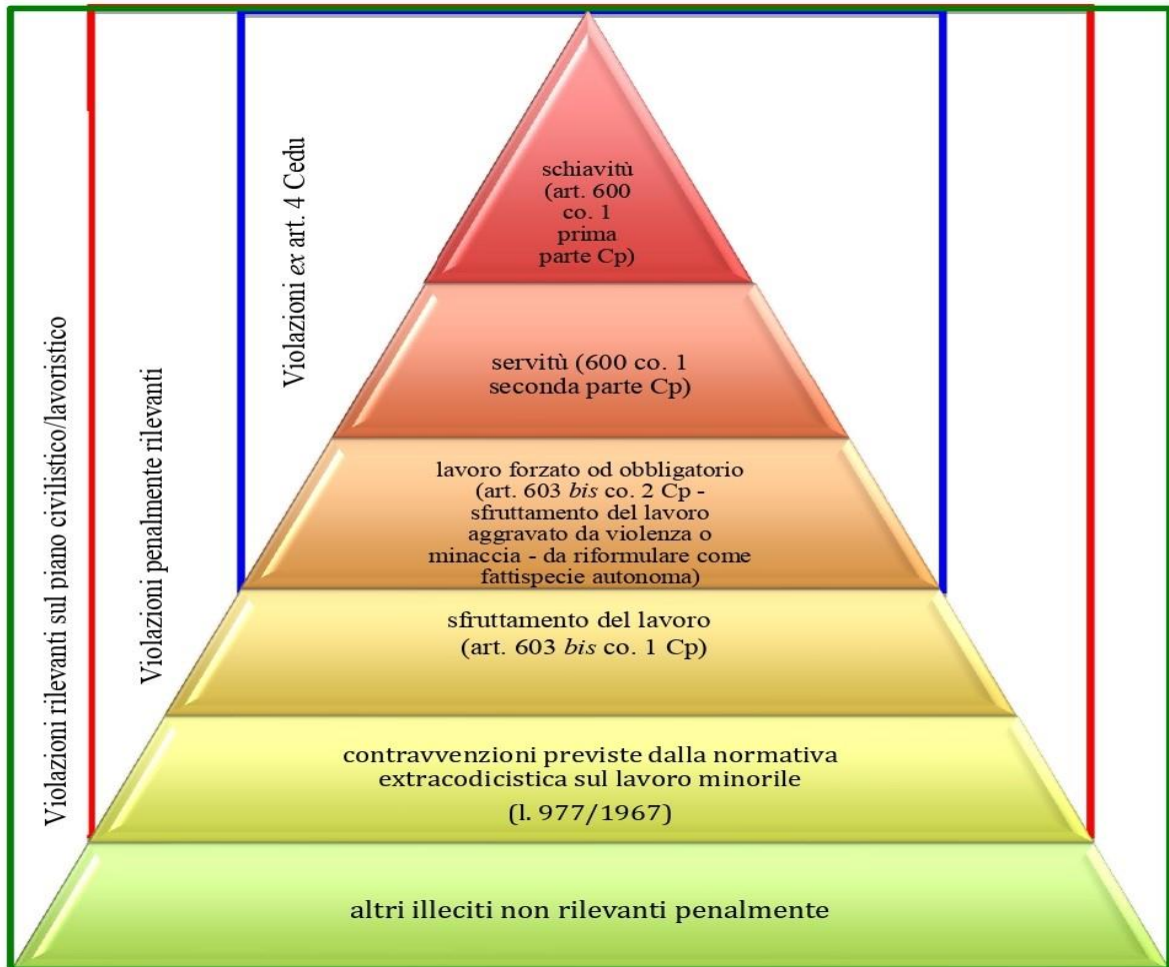 Violazioni rilevanti sul piano civilistico/lavoristico
Violazioni penalmente rilevanti
Violazioni ex art. 4 Cedu
schiavitù
(art. 600
co. 1
prima
parte Cp)
servitù (600 co. 1
seconda parte Cp)
lavoro forzato od obbligatorio
(art. 603 bis co. 2 Cp -
sfruttamento del lavoro
aggravato da violenza o
minaccia - da riformulare come
fattispecie autonoma)
sfruttamento del lavoro
(art. 603 bis co. 1 Cp)
contravvenzioni previste dalla normativa
extracodicistica sul lavoro minorile
(l. 977/1967)
altri illeciti non rilevanti penalmente